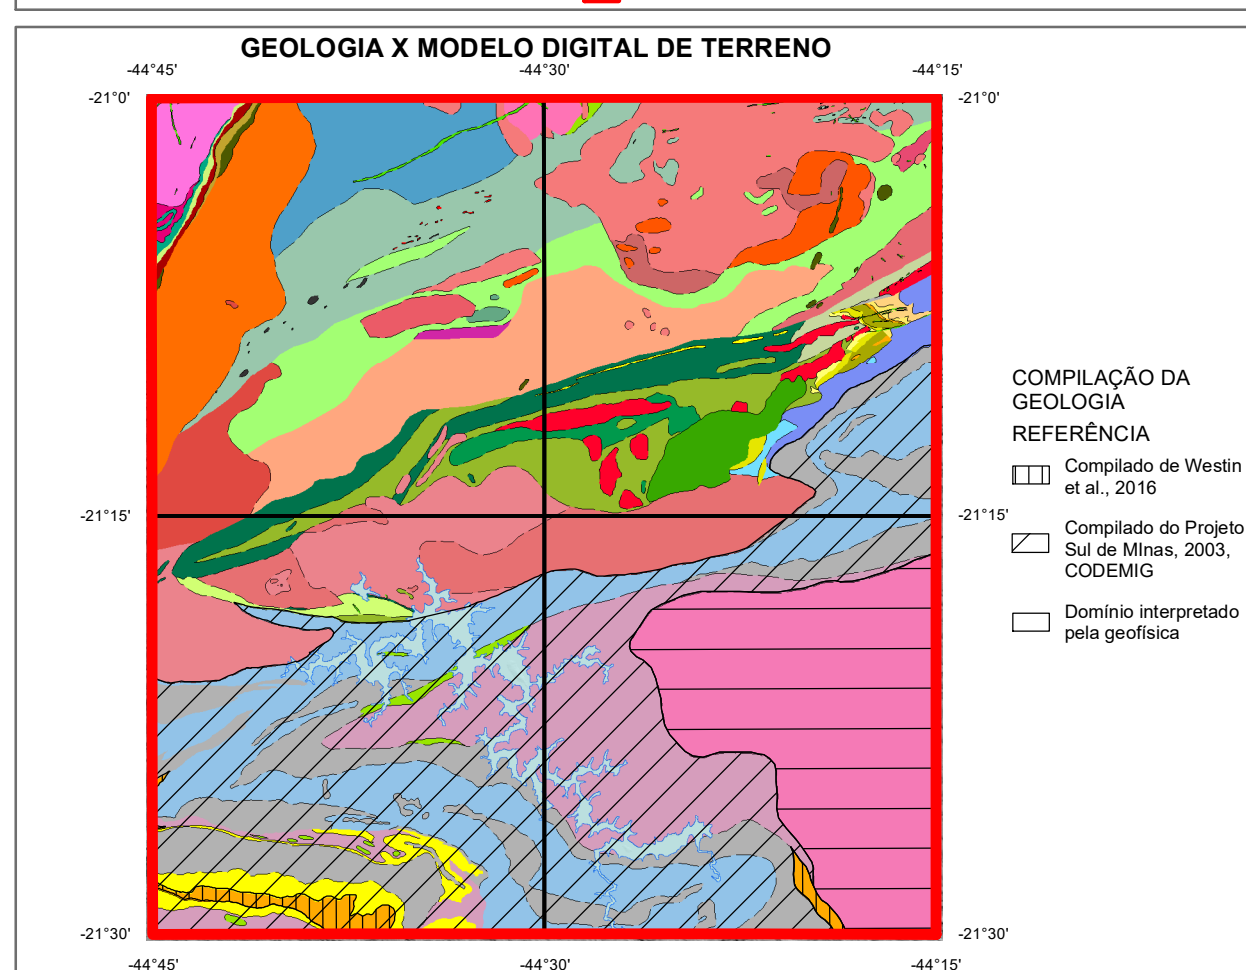 GEOLOGIA X MODELO DIGITAL DE TERRENO
-44°45' -44°30' -44°15'
-21°0' -21°0'
COMPILAÇÃO DA
GEOLOGIA
REFERÊNCIA
Compilado de Westin
et al., 2016
-21°15' -21°15'
Compilado do Projeto
Sul de MInas, 2003,
CODEMIG
Domínio interpretado
pela geofísica
-21°30' -21°30'
-44°45' -44°30' -44°15'